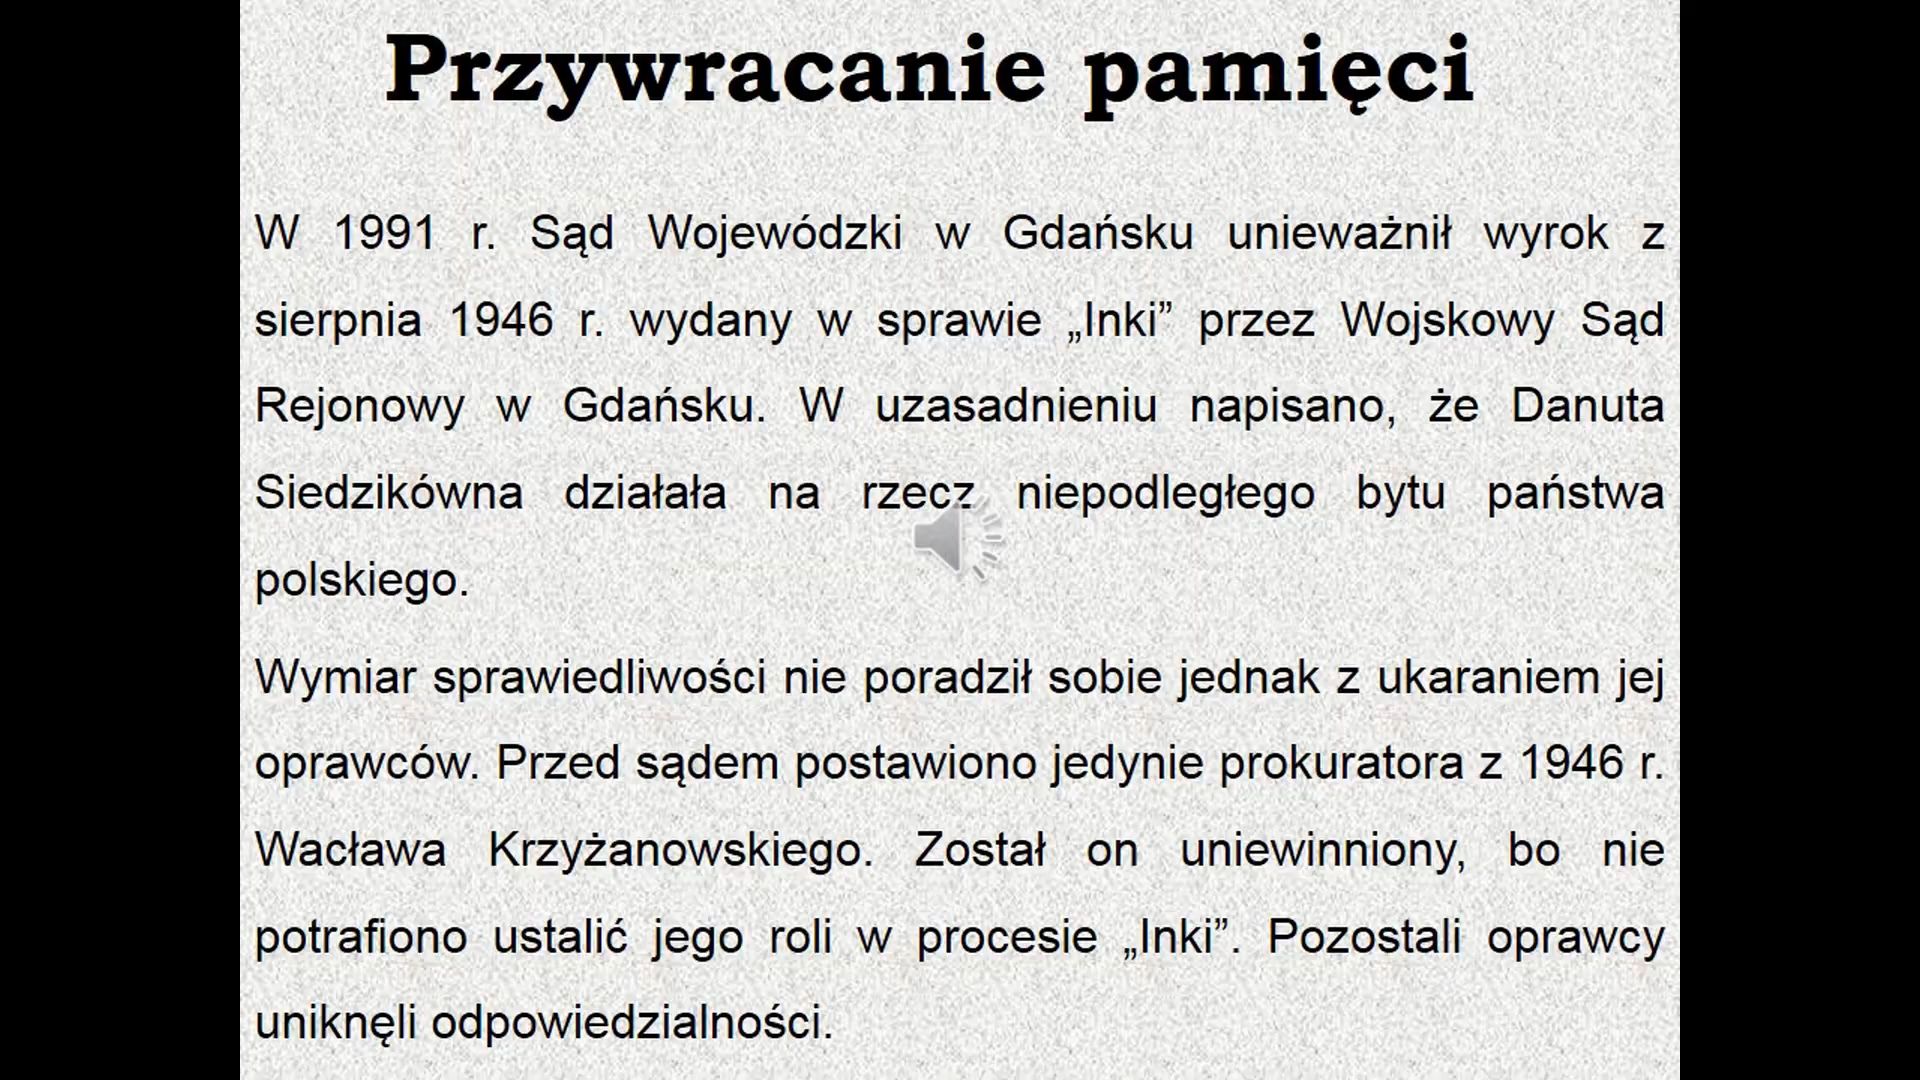 Przywracanie pamięci
W 1991 r. Sąd Wojewódzki w Gdańsku unieważnił wyrok z
sierpnia 1946 r. wydany w sprawie „Inki” przez Wojskowy Sąd
Rejonowy w Gdańsku. W uzasadnieniu napisano, że Danuta
Siedzikówna działała na rzecz niepodległego bytu państwa
polskiego.
Wymiar sprawiedliwości nie poradził sobie jednak z ukaraniem jej
oprawców. Przed sądem postawiono jedynie prokuratora z 1946 r.
Wacława Krzyżanowskiego. Został on uniewinniony, bo nie
potrafiono ustalić jego roli w procesie „Inki”. Pozostali oprawcy
uniknęli odpowiedzialności.